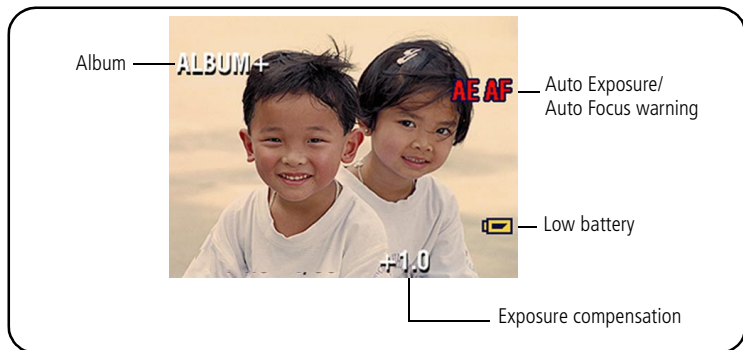 Album
ALBUM+
AE AF
Auto Exposure/
Auto Focus warning
Low battery
+1.0
Exposure compensation